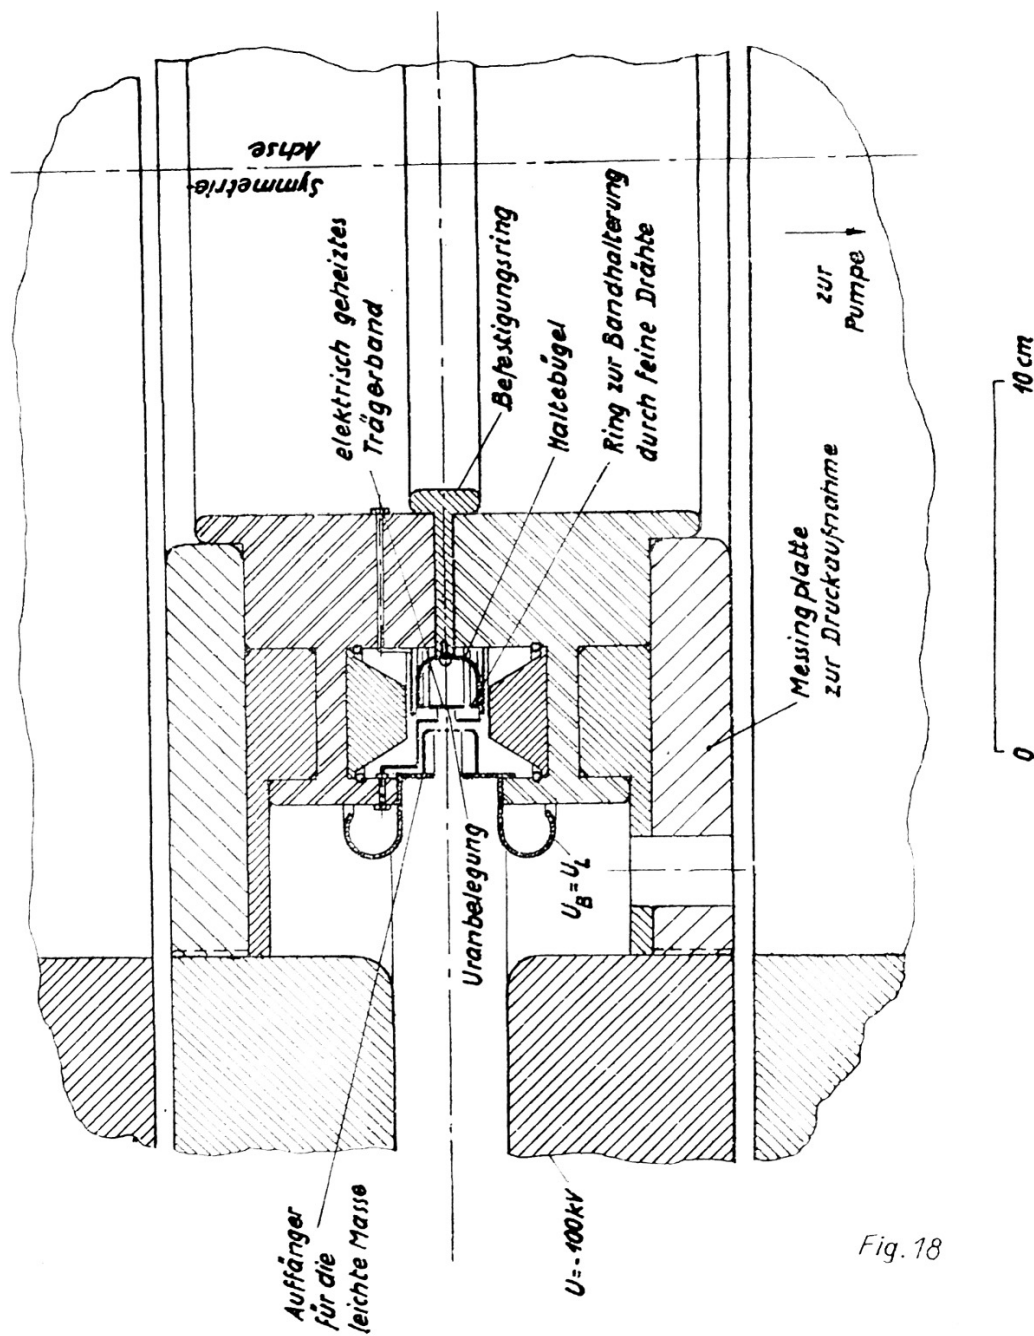 Symmetrie-
Achse
elektrisch geheiztes
Trägerband
Befestigungsring
Haltebügel
Ring zur Bandhalterung
durch feine Drähte
zur
Pumpe
Messingplatte
zur Druckaufnahme
0
10 cm
Uranbelegung
U_B = U_L
Auffänger
für die
leichte Masse
U = -100 kV
Fig. 18